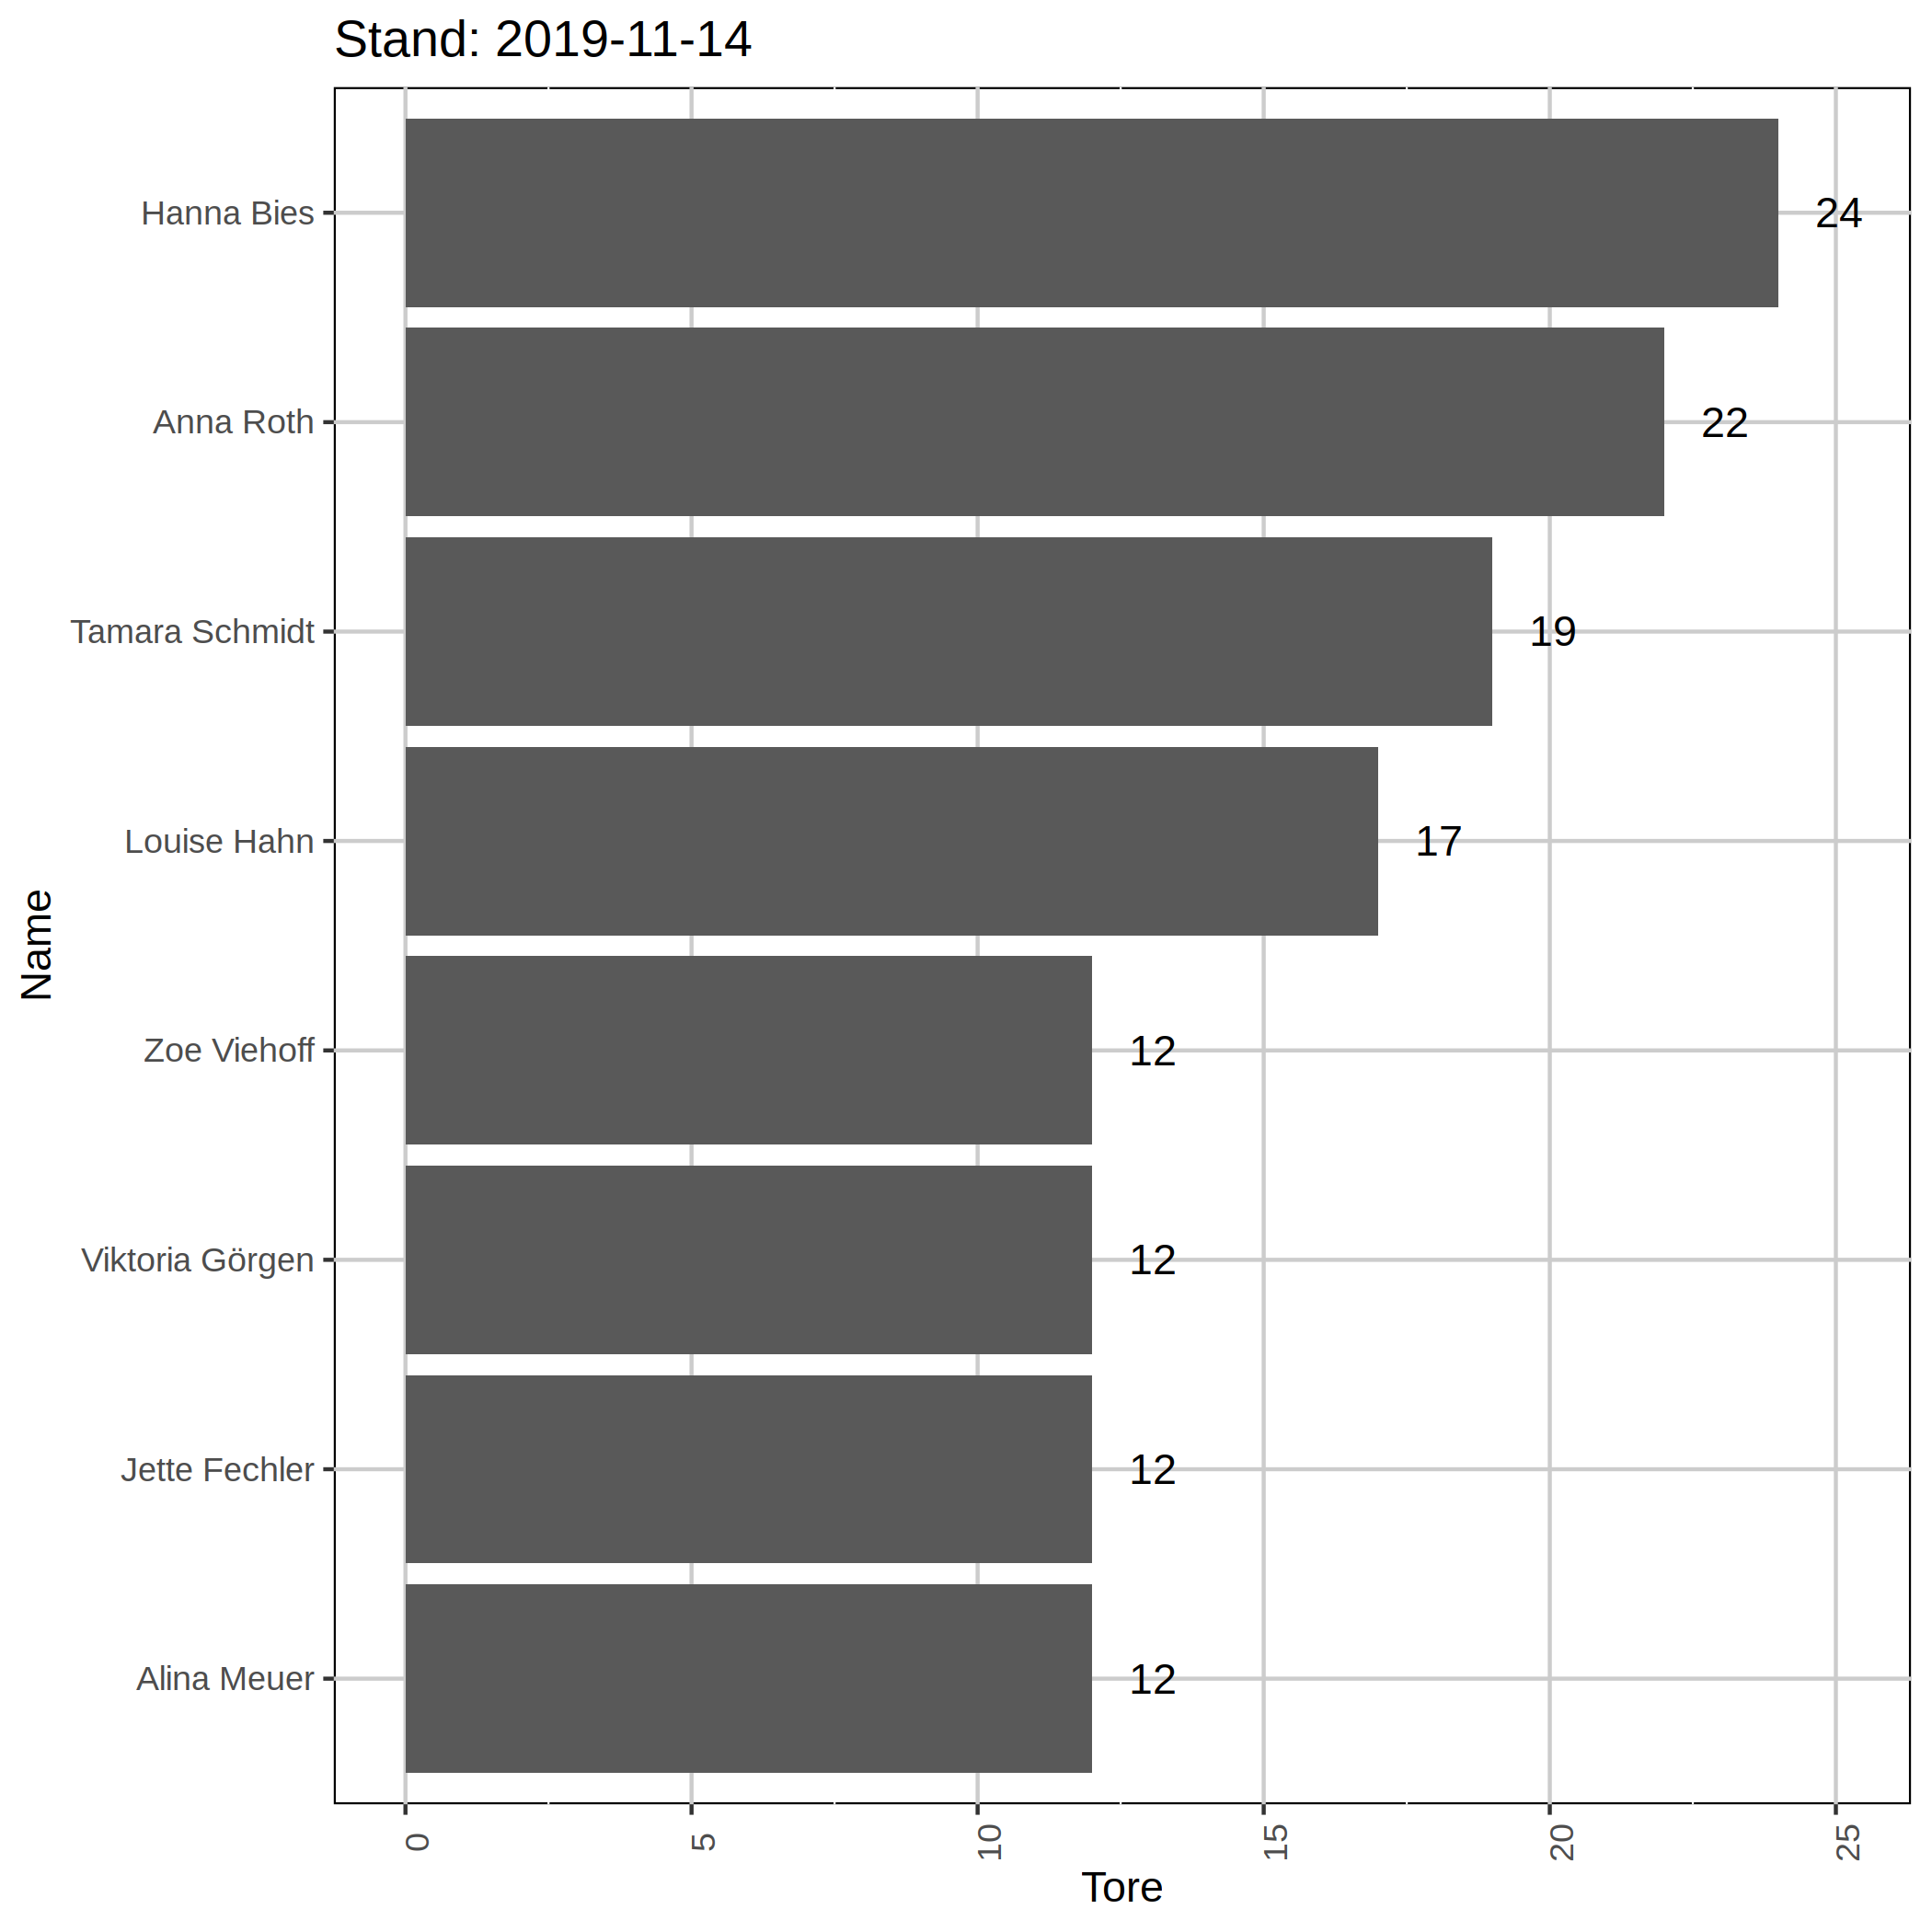 Stand: 2019-11-14
Name
Hanna Bies
24
Anna Roth
22
Tamara Schmidt
19
Louise Hahn
17
Zoe Viehoff
12
Viktoria Görgen
12
Jette Fechler
12
Alina Meuer
12
0 5 10 15 20 25
Tore